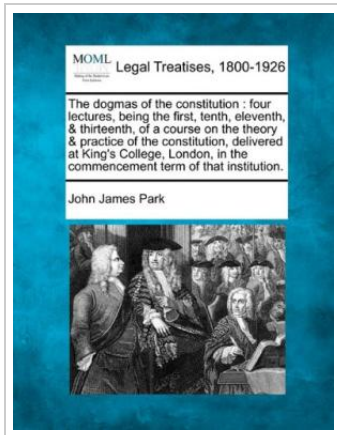 MOML
Legal Treatises, 1800-1926
The dogmas of the constitution : four
lectures, being the first, tenth, eleventh,
& thirteenth, of a course on the theory
& practice of the constitution, delivered
at King's College, London, in the
commencement term of that institution.
John James Park